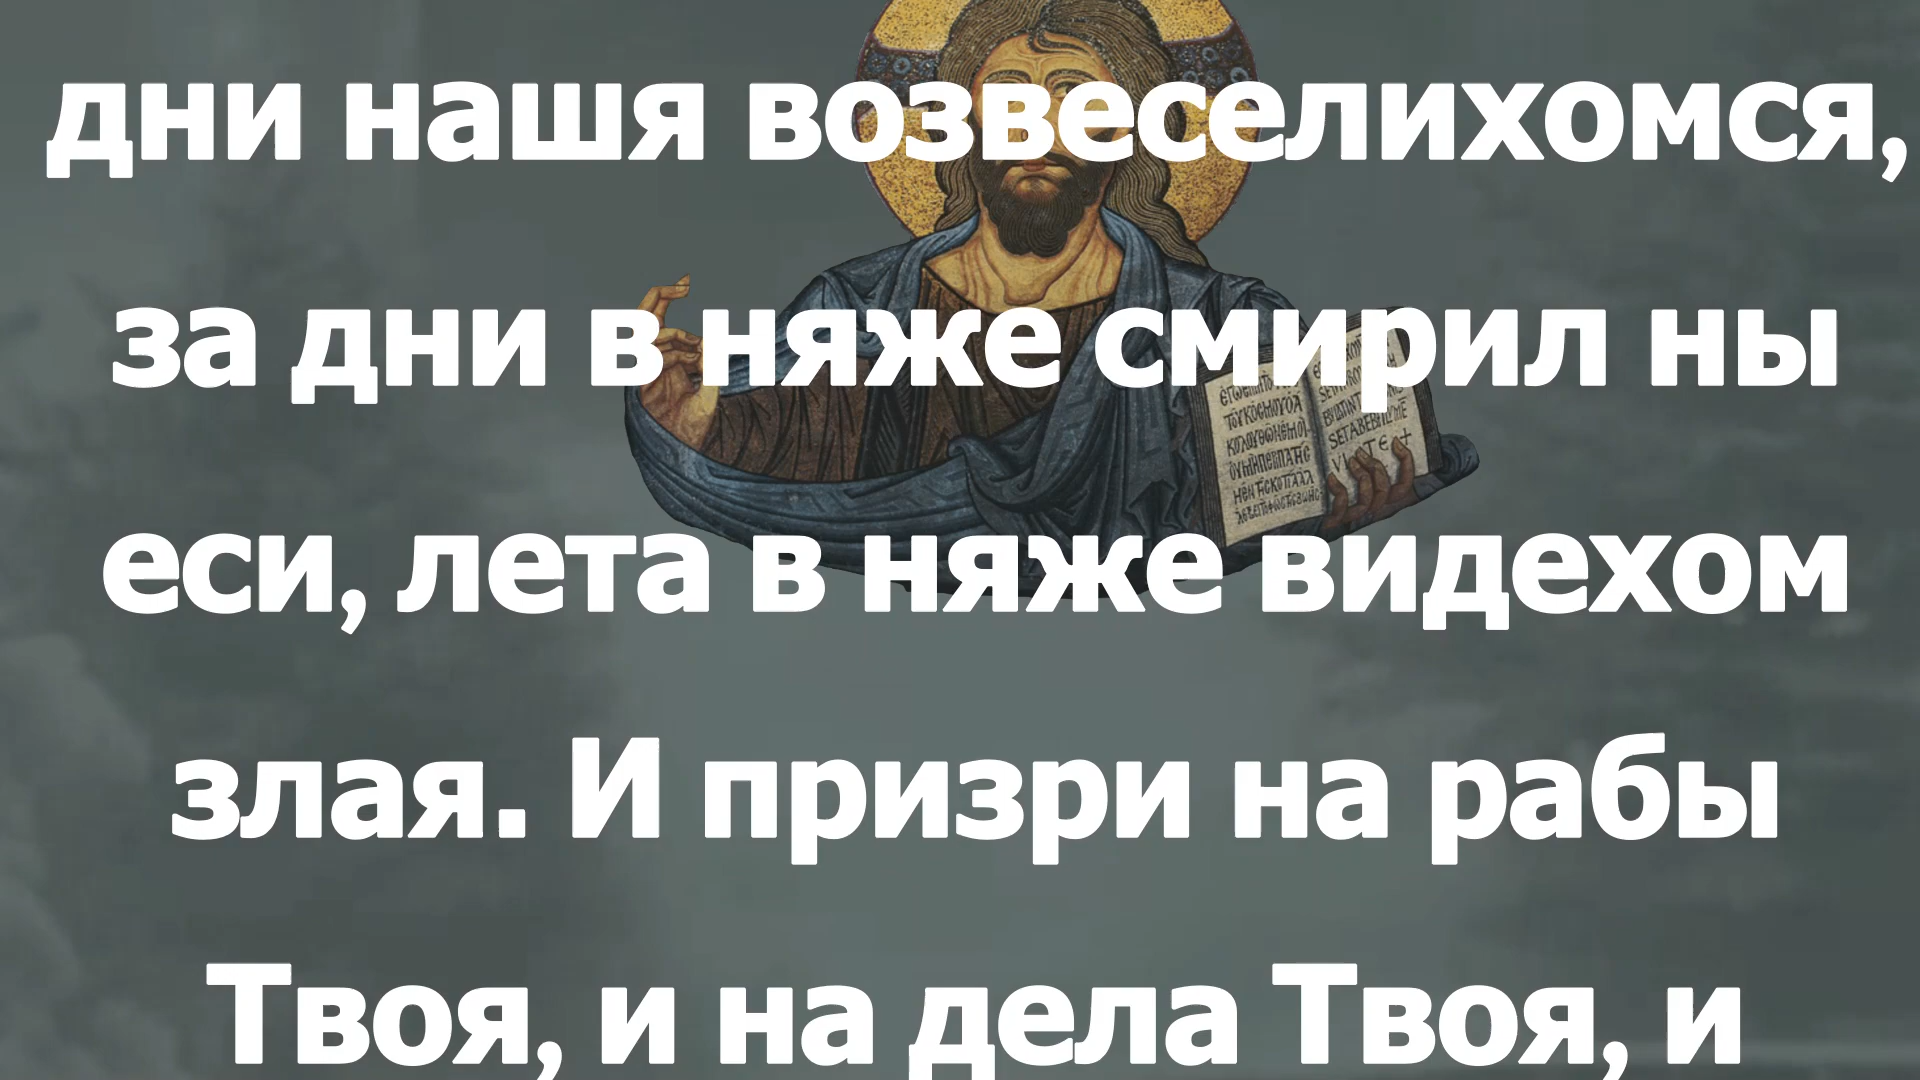 дни нашя возвеселихомся,
за дни в няже смирил ны
еси, лета в няже видехом
злая. И призри на рабы
Твоя, и на дела Твоя, и